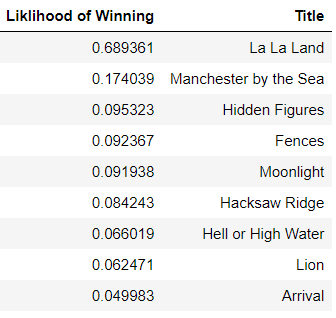 Liklihood of Winning Title
0.689361 La La Land
0.174039 Manchester by the Sea
0.095323 Hidden Figures
0.092367 Fences
0.091938 Moonlight
0.084243 Hacksaw Ridge
0.066019 Hell or High Water
0.062471 Lion
0.049983 Arrival